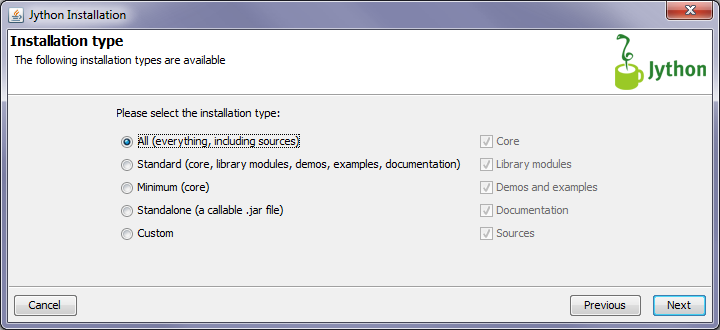 Jython Installation
Installation type
The following installation types are available
Jython
Please select the installation type:
All (everything, including sources) Core
Standard (core, library modules, demos, examples, documentation) Library modules
Minimum (core) Demos and examples
Standalone (a callable .jar file) Documentation
Custom Sources
Cancel Previous Next